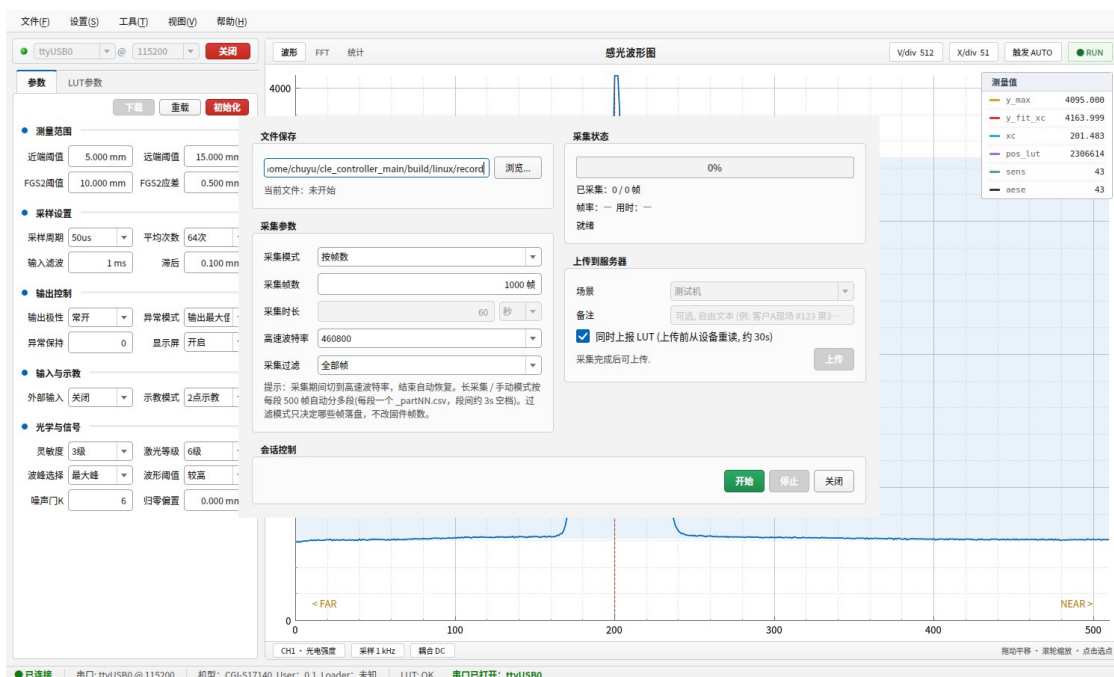 文件(F) 设置(S) 工具(T) 视图(V) 帮助(H)
ttyUSB0 @ 115200 关闭
波形 FFT 统计 感光波形图 V/div 512 X/div 51 触发 AUTO RUN
参数 LUT参数
下载 重载 初始化
测量范围
近端阈值 5.000 mm 远端阈值 15.000 mm
FGS2阈值 10.000 mm FGS2应差 0.500 mm
采样设置
采样周期 50us 平均次数 64次
输入滤波 1 ms 滞后 0.100 mm
输出控制
输出极性 常开 异常模式 输出最大值
异常保持 0 显示屏 开启
输入与示教
外部输入 关闭 示教模式 2点示教
光学与信号
灵敏度 3级 激光等级 6级
波峰选择 最大峰 波形阈值 较高
噪声门K 6 归零偏置 0.000 mm
文件保存
ome/chuyu/cle_controller_main/build/linux/record 浏览...
当前文件：未开始
采集参数
采集模式 按帧数
采集帧数 1000 帧
采集时长 60 秒
高速波特率 460800
采集过滤 全部帧
提示：采集期间切到高速波特率，结束自动恢复。长采集 / 手动模式按
每段 500 帧自动分多段(每段一个 _partNN.csv，段间约 3s 空档)。过
滤模式只决定哪些帧落盘，不改固件帧数。
采集状态
0%
已采集：0 / 0 帧
帧率：— 用时：—
就绪
上传到服务器
场景 测试机
备注 可选, 自由文本 (例: 客户A现场 #123 第3…
同时上报 LUT (上传前从设备重读, 约 30s)
采集完成后可上传. 上传
会话控制
开始 停止 关闭
测量值
y_max 4095.000
y_fit_xc 4163.999
xc 201.483
pos_lut 2306614
sens 43
aese 43
4000
< FAR NEAR >
0
0 100 200 300 400 500
CH1 · 光电强度 采样 1 kHz 耦合 DC 拖动平移 · 滚轮缩放 · 点击选点
已连接 串口: ttyUSB0 @ 115200 机型: CGI-S17140 User: 0.1 Loader: 未知 LUT: OK 串口已打开: ttyUSB0